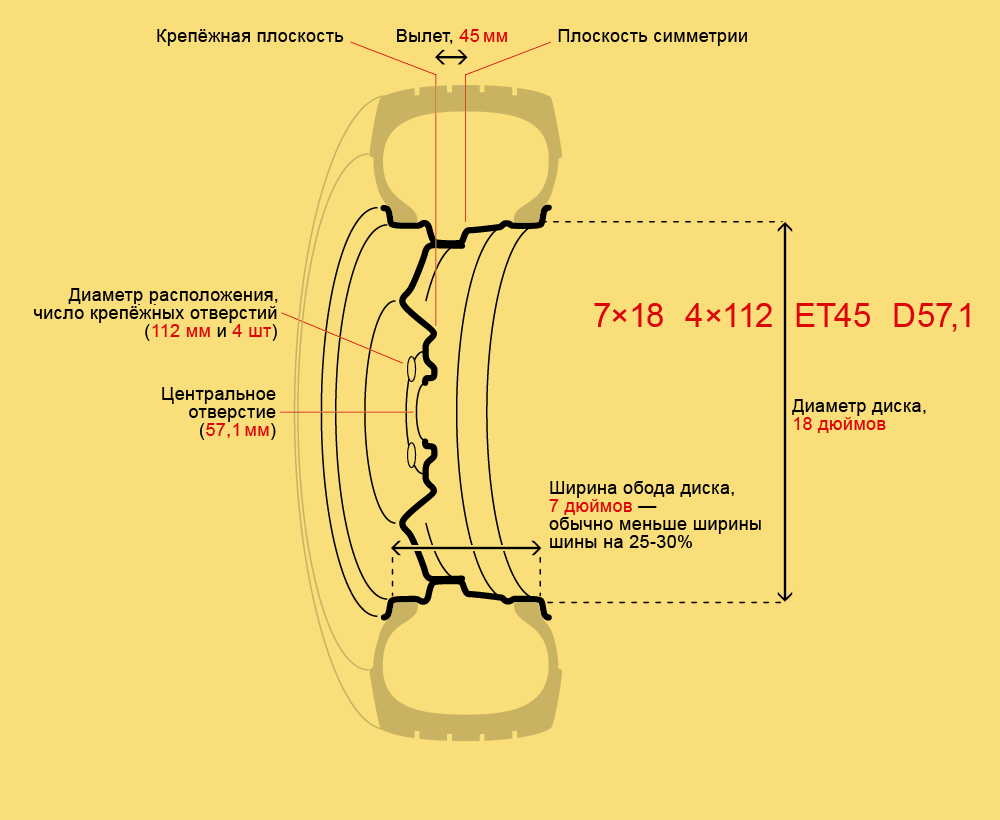 Крепёжная плоскость
Вылет, 45 мм
Плоскость симметрии
Диаметр расположения,
число крепёжных отверстий
(112 мм и 4 шт)
7×18 4×112 ET45 D57,1
Центральное
отверстие
(57,1 мм)
Диаметр диска,
18 дюймов
Ширина обода диска,
7 дюймов —
обычно меньше ширины
шины на 25-30%